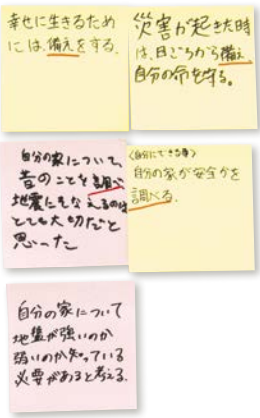 幸せに生きるため
には、備えをする。
災害が起きた時
は、日ごろから備え、
自分の命を守る。
自分の家について、
昔のことを調べ
地震にそなえるのは
とても大切だと
思った
〈自分にできる事〉
自分の家が安全かを
調べる。
自分の家について
地盤が強いのか
弱いのか知っている
必要があると考える。